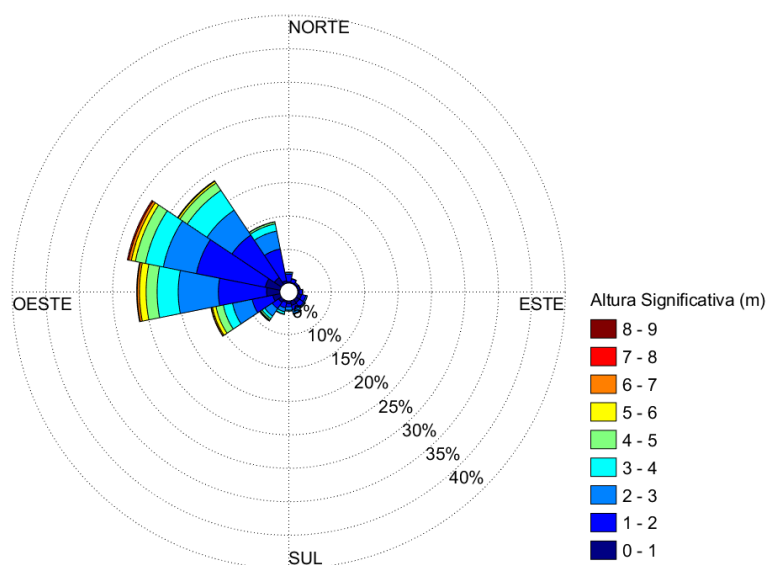 NORTE
OESTE
ESTE
SUL
5%
10%
15%
20%
25%
30%
35%
40%
Altura Significativa (m)
8 - 9
7 - 8
6 - 7
5 - 6
4 - 5
3 - 4
2 - 3
1 - 2
0 - 1